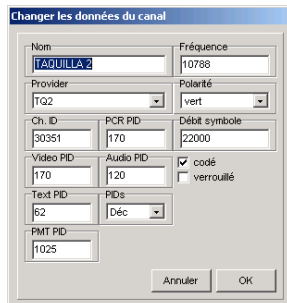 Changer les données du canal
Nom
Fréquence
TAQUILLA 2
10788
Provider
Polarité
TQ2
vert
Ch. ID
PCR PID
Débit symbole
30351
170
22000
Video PID
Audio PID
codé
170
120
verrouillé
Text PID
PIDs
62
Déc
PMT PID
1025
Annuler
OK